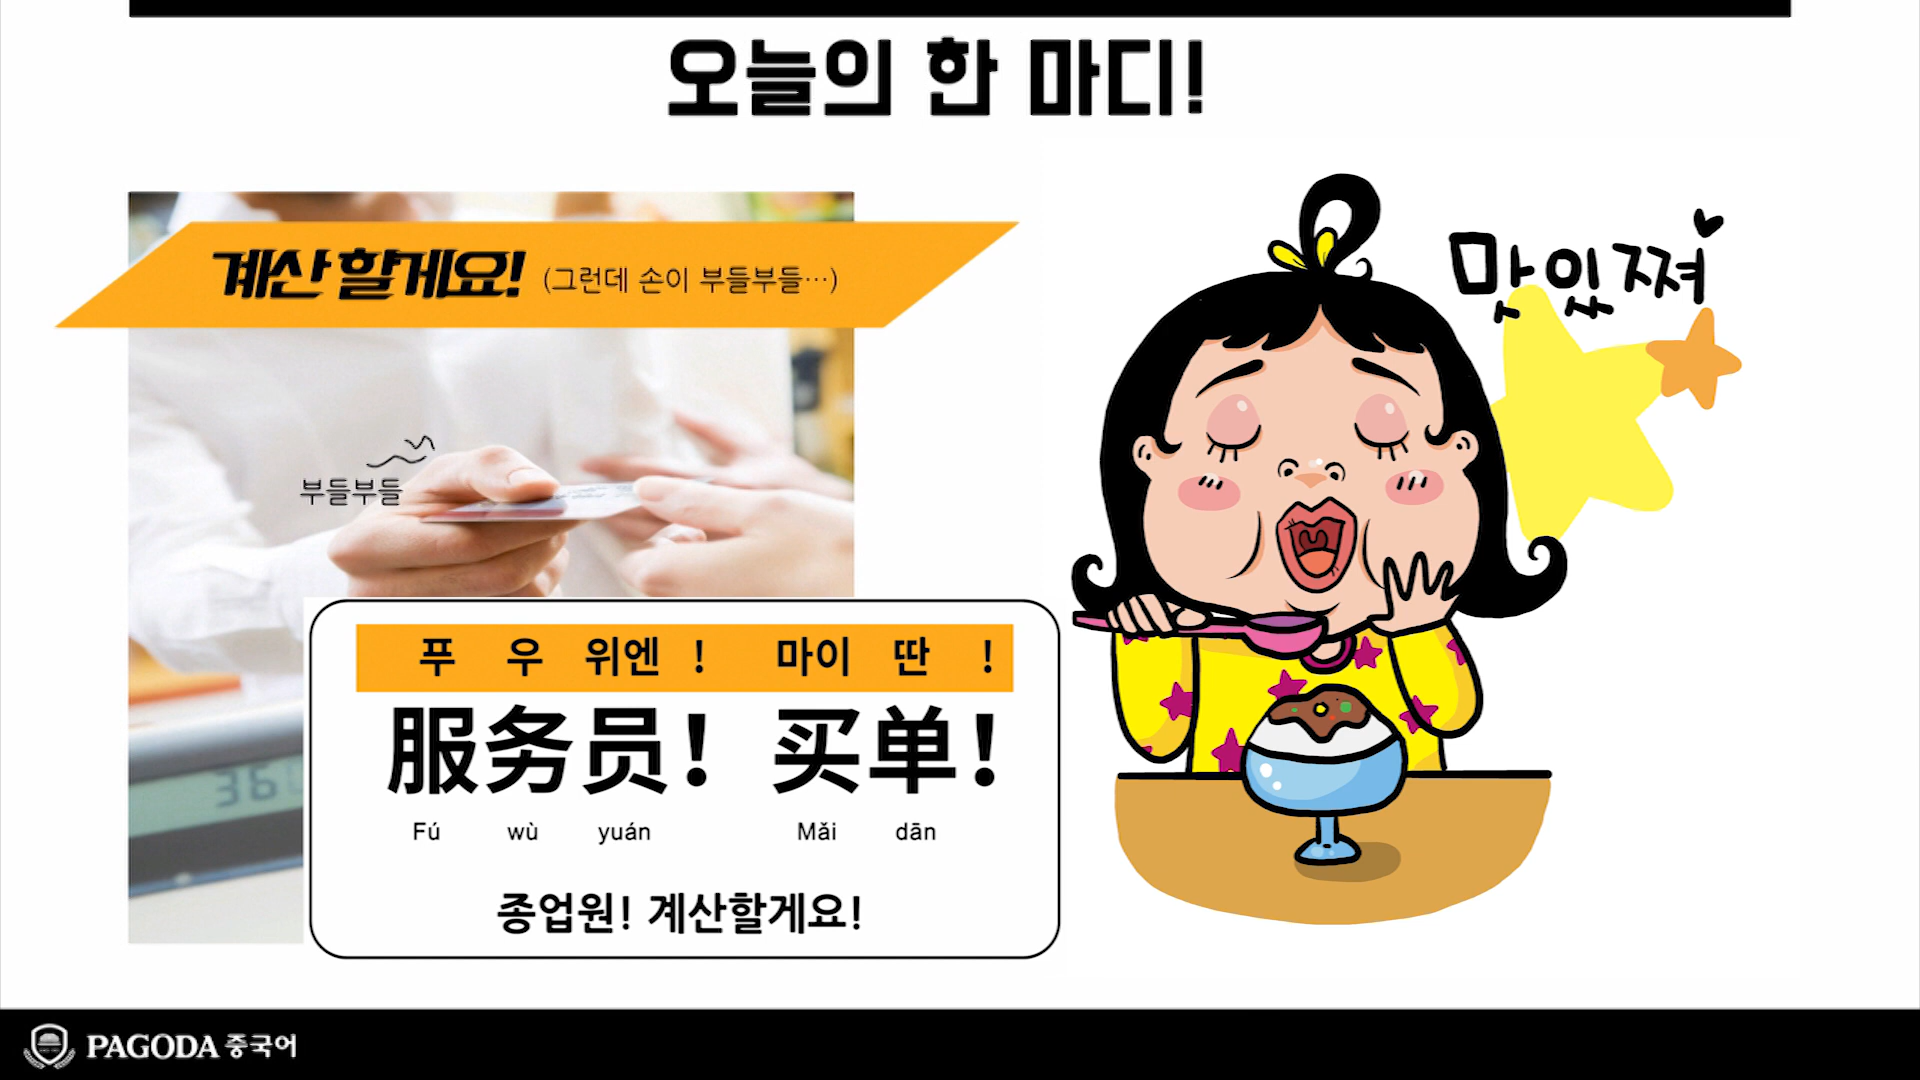 오늘의 한 마디!
계산 할게요! (그런데 손이 부들부들…)
맛있쪄
부들부들
푸 우 위엔 ! 마이 딴 !
服务员！ 买单！
Fú wù yuán Mǎi dān
종업원! 계산할게요!
360
PAGODA 중국어